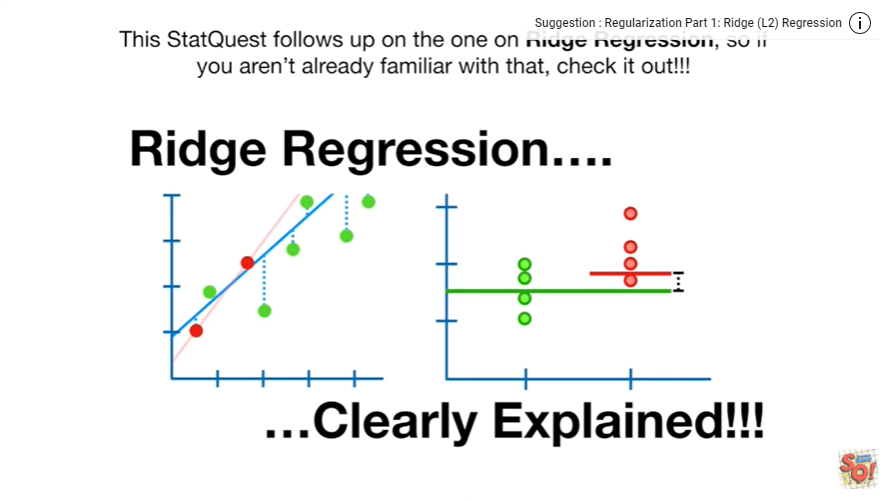 Suggestion : Regularization Part 1: Ridge (L2) Regression
This StatQuest follows up on the one on Ridge Regression, so if
you aren’t already familiar with that, check it out!!!
Ridge Regression....
...Clearly Explained!!!
SQ!